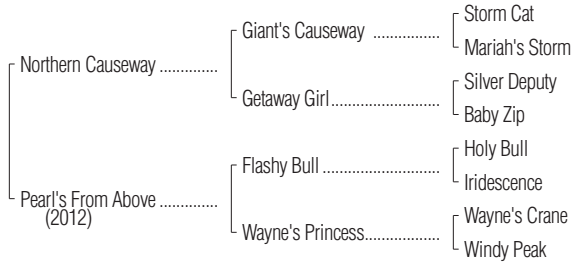 Storm Cat
Giant's Causeway ..................
Mariah's Storm
Northern Causeway ..............
Silver Deputy
Getaway Girl........................
Baby Zip
Holy Bull
Flashy Bull ..........................
Iridescence
Pearl's From Above ..............
(2012)
Wayne's Crane
Wayne's Princess.................
Windy Peak